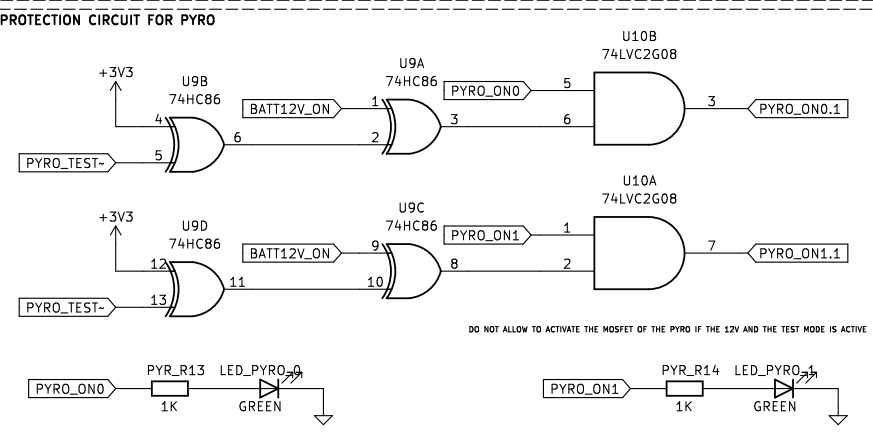 PROTECTION CIRCUIT FOR PYRO
U10B
74LVC2G08
U9A
74HC86
+3V3
U9B
74HC86
PYRO_ON0
5
BATT12V_ON
1
3
PYRO_ON0.1
4
3
6
6
2
PYRO_TEST~
5
U10A
74LVC2G08
U9C
74HC86
+3V3
U9D
74HC86
PYRO_ON1
1
BATT12V_ON
9
7
PYRO_ON1.1
12
8
2
11
10
PYRO_TEST~
13
DO NOT ALLOW TO ACTIVATE THE MOSFET OF THE PYRO IF THE 12V AND THE TEST MODE IS ACTIVE
PYR_R13
LED_PYRO_0
PYRO_ON0
1K
GREEN
PYR_R14
LED_PYRO_1
PYRO_ON1
1K
GREEN